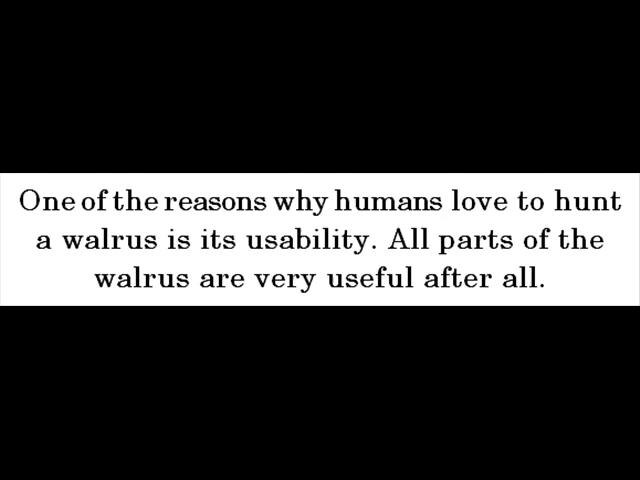 One of the reasons why humans love to hunt
a walrus is its usability. All parts of the
walrus are very useful after all.